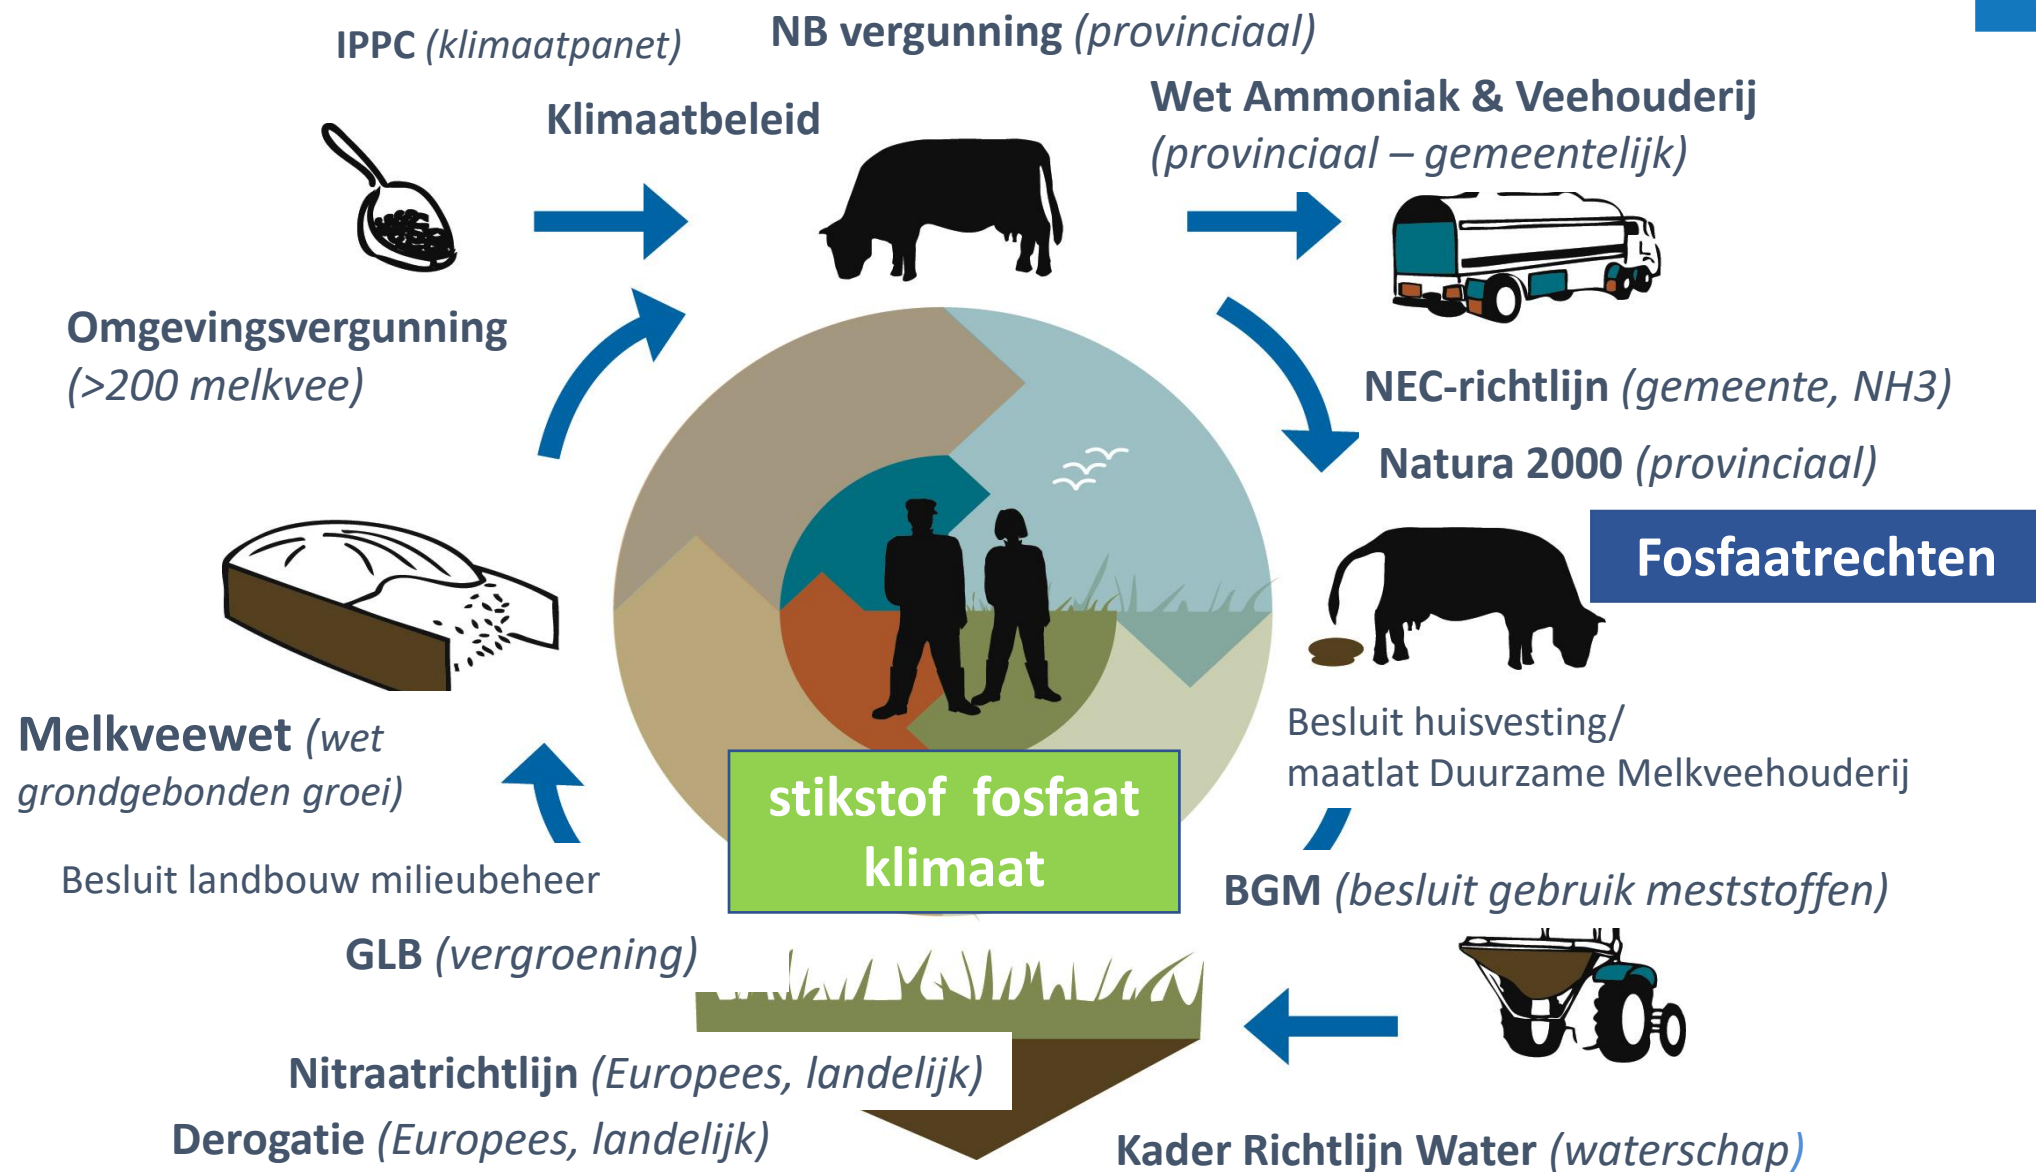 IPPC (klimaatpanet)
NB vergunning (provinciaal)
Klimaatbeleid
Wet Ammoniak & Veehouderij
(provinciaal – gemeentelijk)
Omgevingsvergunning
(>200 melkvee)
NEC-richtlijn (gemeente, NH3)
Natura 2000 (provinciaal)
Fosfaatrechten
Melkveewet (wet
grondgebonden groei)
Besluit huisvesting/
maatlat Duurzame Melkveehouderij
stikstof fosfaat
klimaat
Besluit landbouw milieubeheer
BGM (besluit gebruik meststoffen)
GLB (vergroening)
Nitraatrichtlijn (Europees, landelijk)
Derogatie (Europees, landelijk)
Kader Richtlijn Water (waterschap)